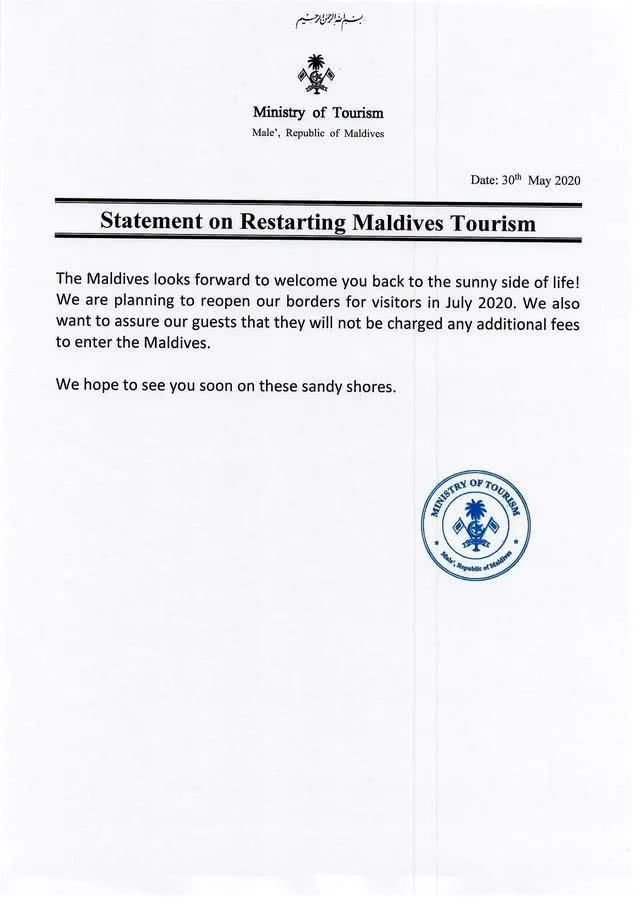 بسم الله الرحمن الرحيم
Ministry of Tourism
Male', Republic of Maldives
Date: 30th May 2020
Statement on Restarting Maldives Tourism
The Maldives looks forward to welcome you back to the sunny side of life!
We are planning to reopen our borders for visitors in July 2020. We also
want to assure our guests that they will not be charged any additional fees
to enter the Maldives.
We hope to see you soon on these sandy shores.
MINISTRY OF TOURISM
Male', Republic of Maldives